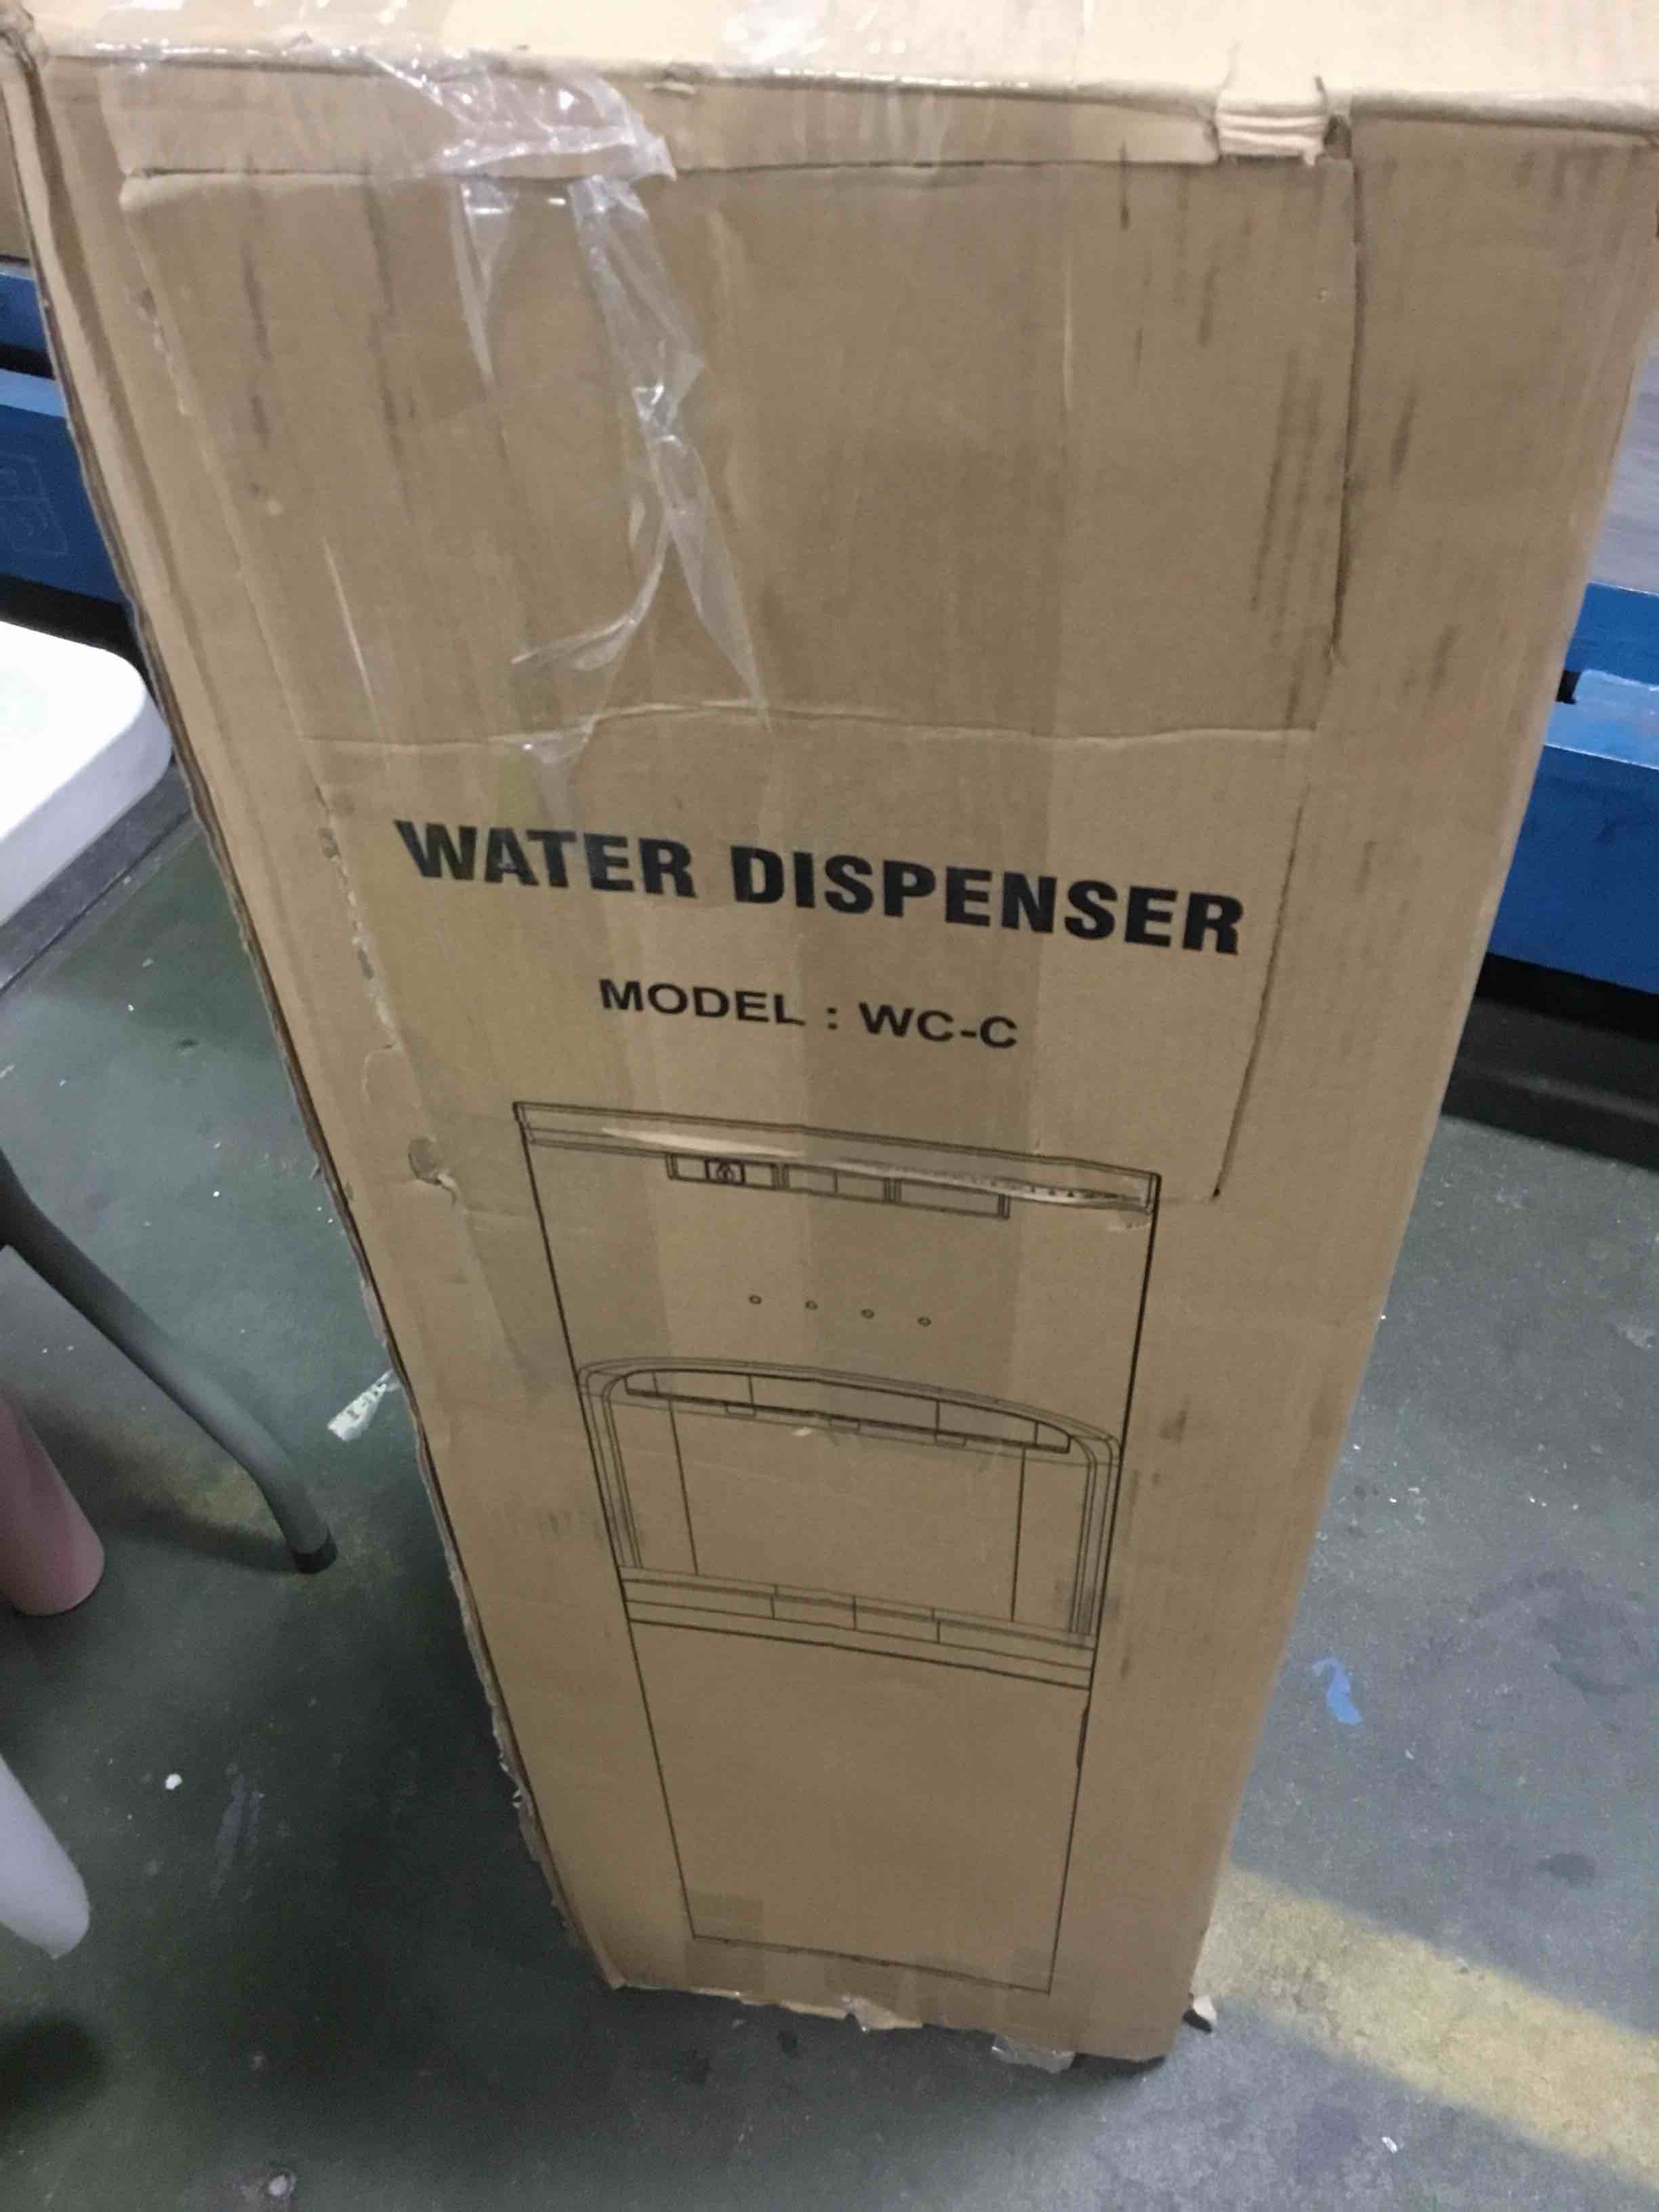 WATER DISPENSER
MODEL : WC-C